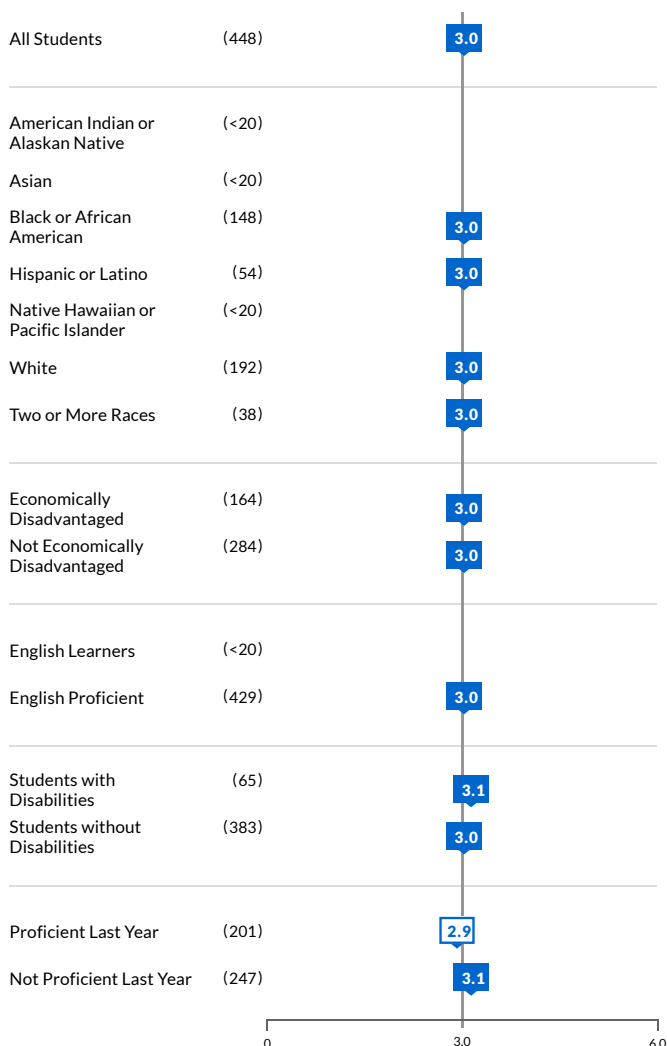 All Students (448) 3.0
American Indian or (<20)
Alaskan Native
Asian (<20)
Black or African (148) 3.0
American
Hispanic or Latino (54) 3.0
Native Hawaiian or (<20)
Pacific Islander
White (192) 3.0
Two or More Races (38) 3.0
Economically (164) 3.0
Disadvantaged
Not Economically (284) 3.0
Disadvantaged
English Learners (<20)
English Proficient (429) 3.0
Students with (65) 3.1
Disabilities
Students without (383) 3.0
Disabilities
Proficient Last Year (201) 2.9
Not Proficient Last Year (247) 3.1
0 3.0 6.0